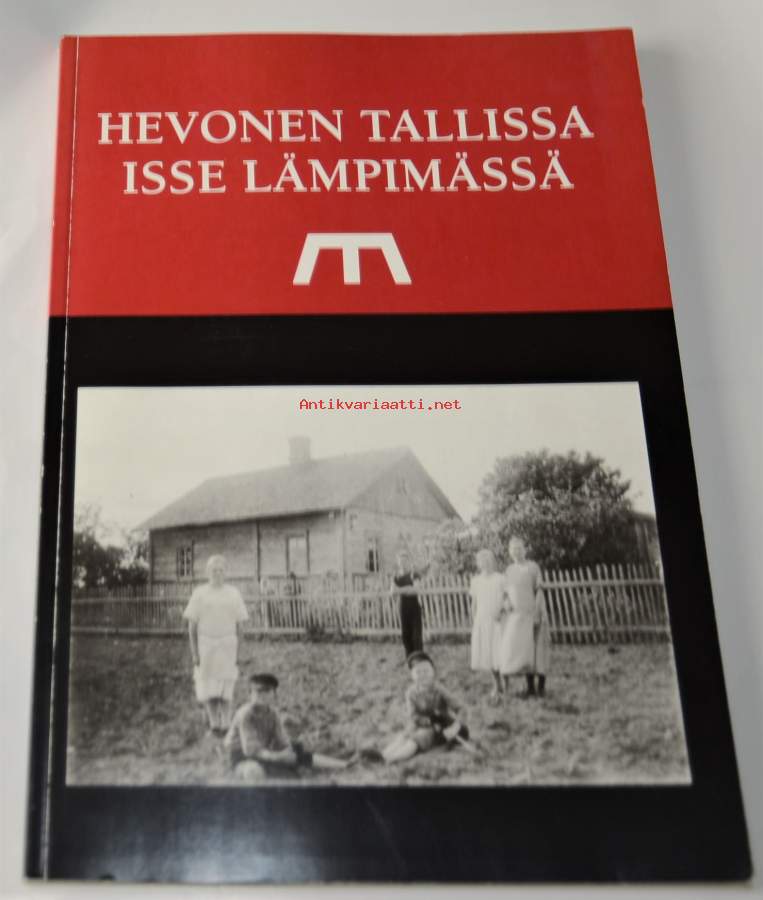 HEVONEN TALLISSA
ISSE LÄMPIMÄSSÄ
Antikvariaatti.net